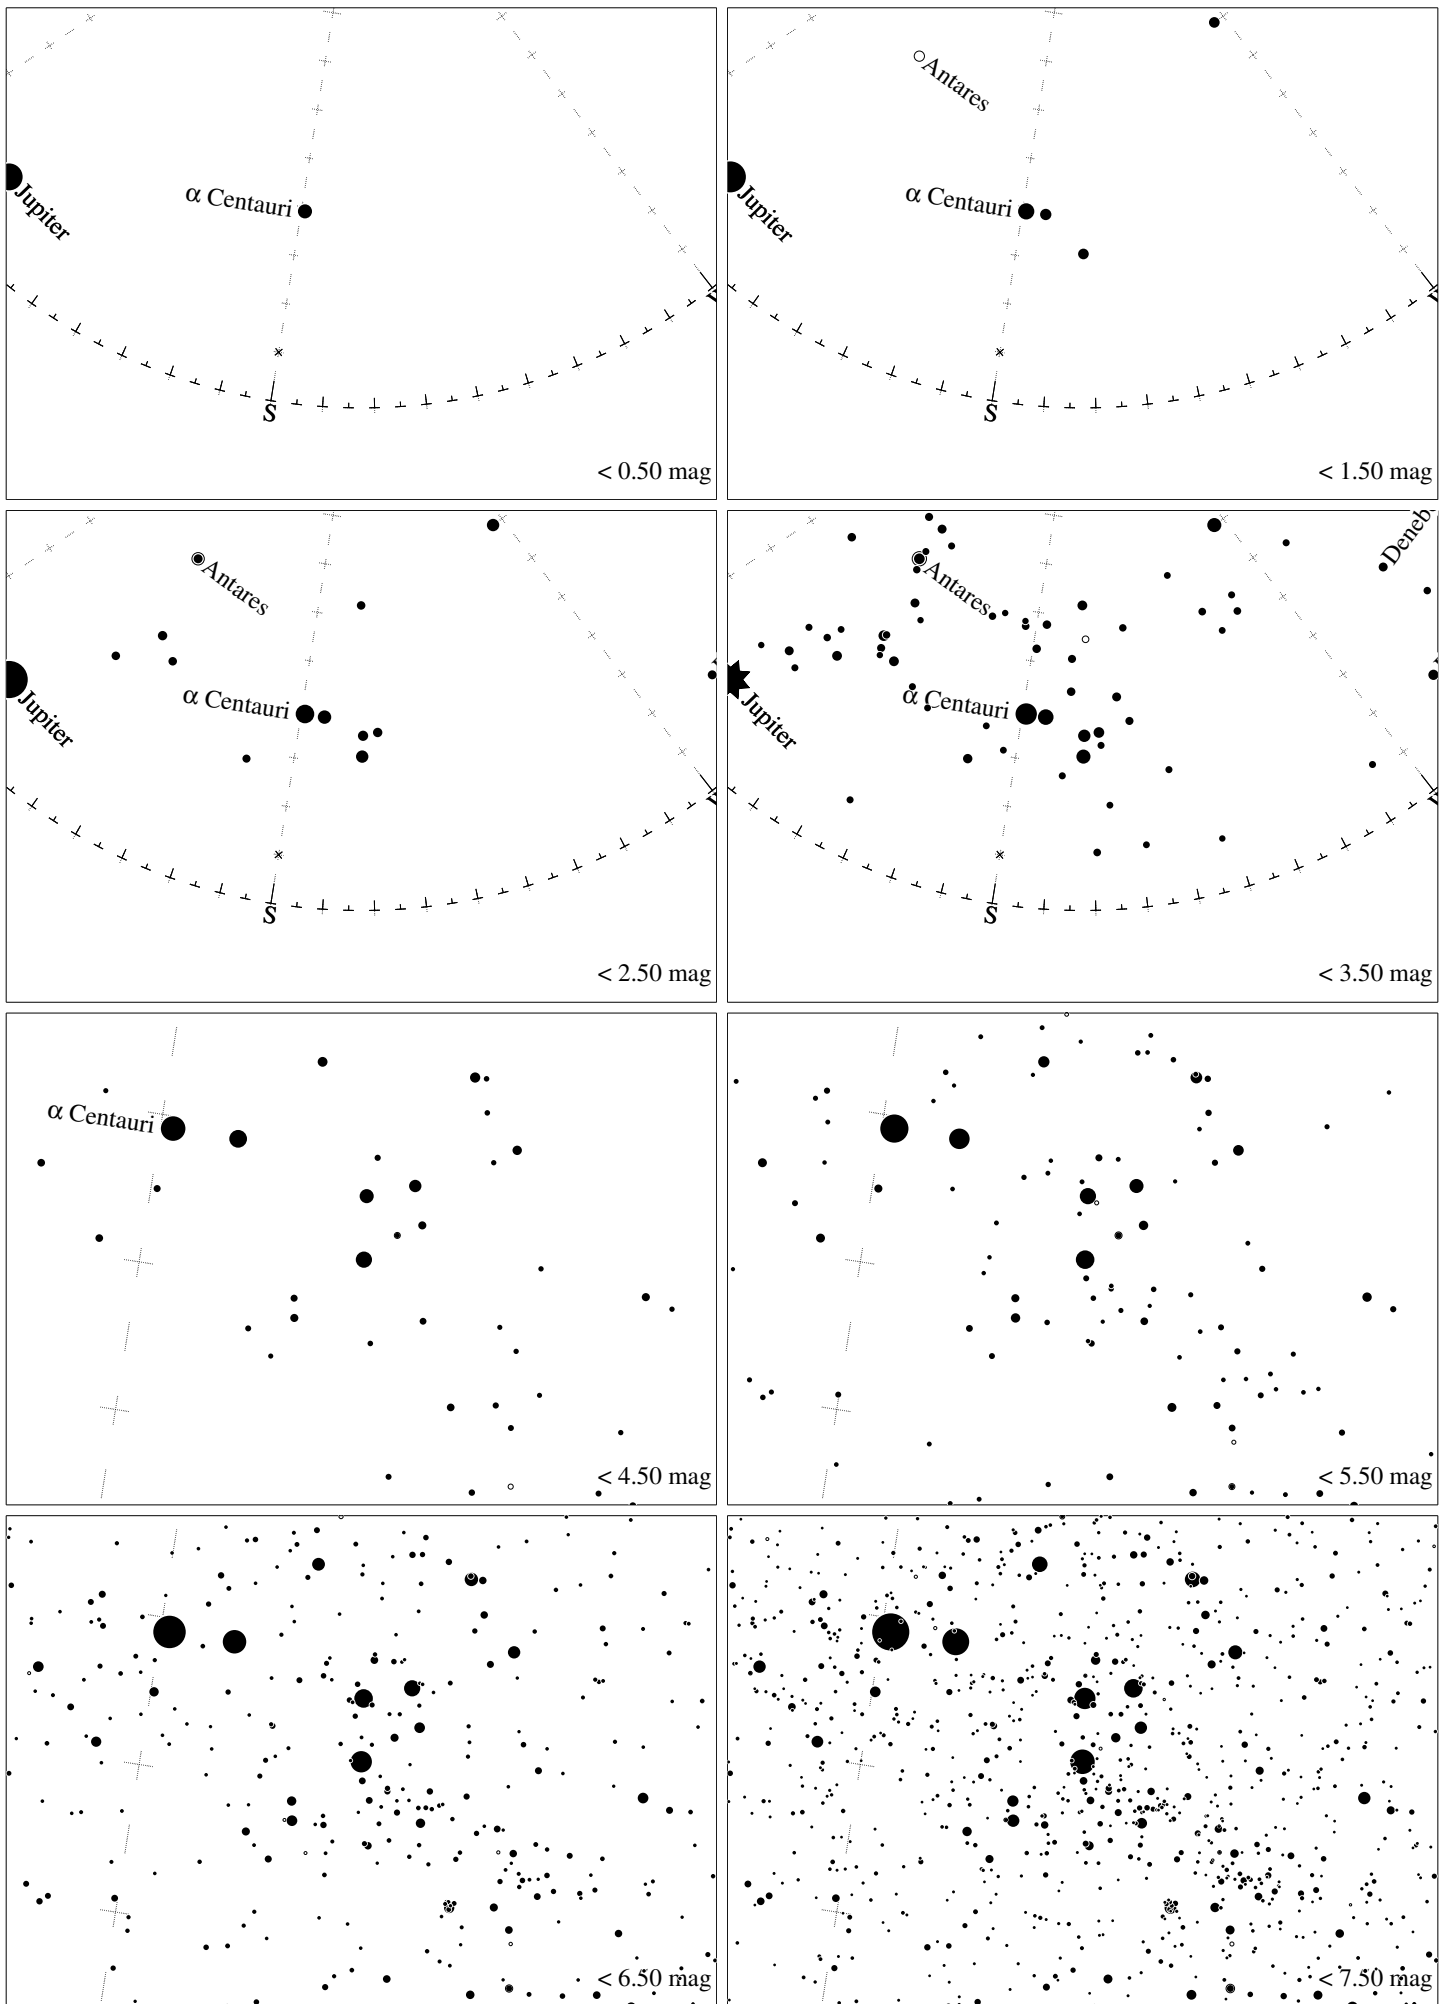 α Centauri
Jupiter
S
< 0.50 mag
Antares
α Centauri
Jupiter
S
< 1.50 mag
Antares
α Centauri
Jupiter
S
< 2.50 mag
Deneb
Antares
α Centauri
Jupiter
S
< 3.50 mag
α Centauri
< 4.50 mag
< 5.50 mag
< 6.50 mag
< 7.50 mag